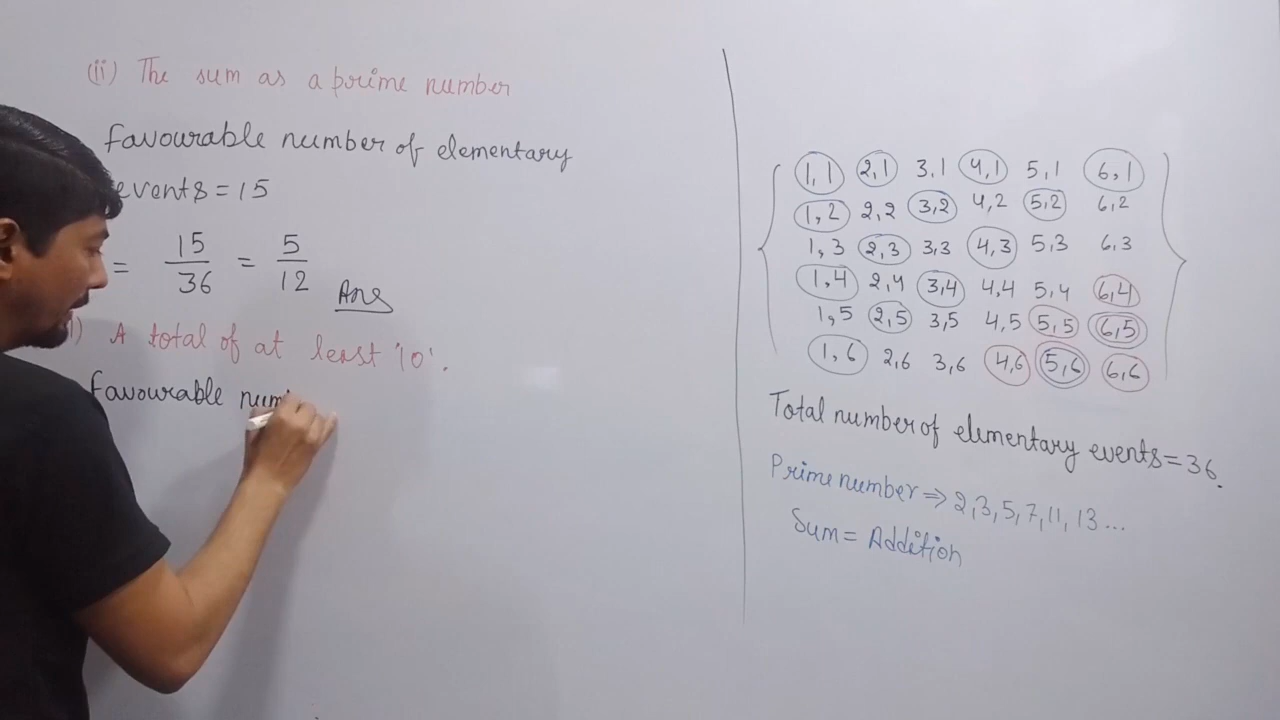 (ii) The sum as a prime number
favourable number of elementary
events = 15
= 15/36 = 5/12 Ans
A total of at least '10'.
favourable num
1,1 2,1 3,1 4,1 5,1 6,1
1,2 2,2 3,2 4,2 5,2 6,2
1,3 2,3 3,3 4,3 5,3 6,3
1,4 2,4 3,4 4,4 5,4 6,4
1,5 2,5 3,5 4,5 5,5 6,5
1,6 2,6 3,6 4,6 5,6 6,6
Total number of elementary events = 36.
Prime number ⇒ 2,3,5,7,11,13...
Sum = Addition